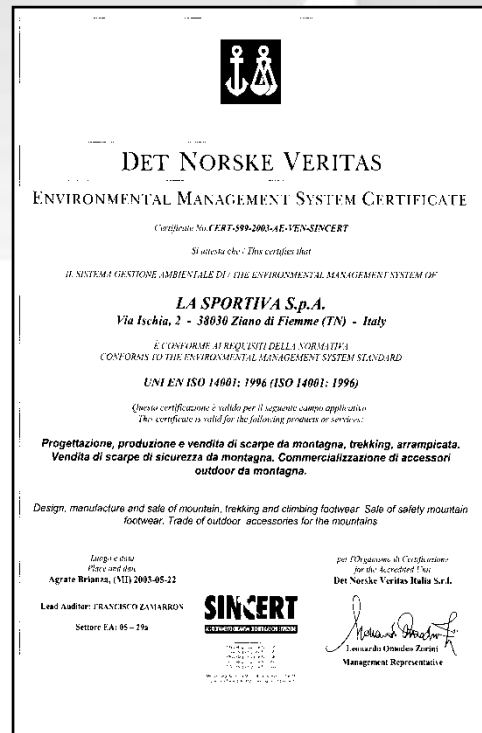 DET NORSKE VERITAS
ENVIRONMENTAL MANAGEMENT SYSTEM CERTIFICATE
Certificate No. CERT-599-2003-AE-VEN-SINCERT
Si attesta che / This certifies that
IL SISTEMA GESTIONE AMBIENTALE DI / THE ENVIRONMENTAL MANAGEMENT SYSTEM OF
LA SPORTIVA S.p.A.
Via Ischia, 2 - 38030 Ziano di Fiemme (TN) - Italy
È CONFORME AI REQUISITI DELLA NORMATIVA
CONFORMS TO THE ENVIRONMENTAL MANAGEMENT SYSTEM STANDARD
UNI EN ISO 14001: 1996 (ISO 14001: 1996)
Questa certificazione è valida per il seguente campo applicativo
This certificate is valid for the following products or services:
Progettazione, produzione e vendita di scarpe da montagna, trekking, arrampicata.
Vendita di scarpe di sicurezza da montagna. Commercializzazione di accessori
outdoor da montagna.
Design, manufacture and sale of mountain, trekking and climbing footwear. Sale of safety mountain
footwear. Trade of outdoor accessories for the mountains
Luogo e data
Place and date
Agrate Brianza, (MI) 2003-05-22
Lead Auditor: FRANCISCO ZAMARRON
Settore EA: 05 - 29a
SINCERT
per l'Organismo di Certificazione
for the Accredited Unit
Det Norske Veritas Italia S.r.l.
Leonardo Omodeo Zorini
Management Representative